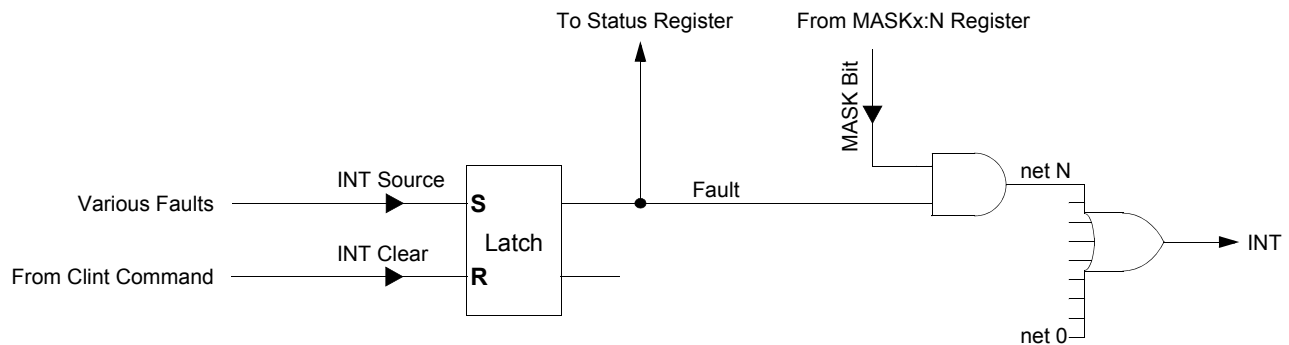 To Status Register
From MASKx:N Register
MASK Bit
INT Source
net N
Various Faults
S
Fault
Latch
INT
INT Clear
From Clint Command
R
net 0